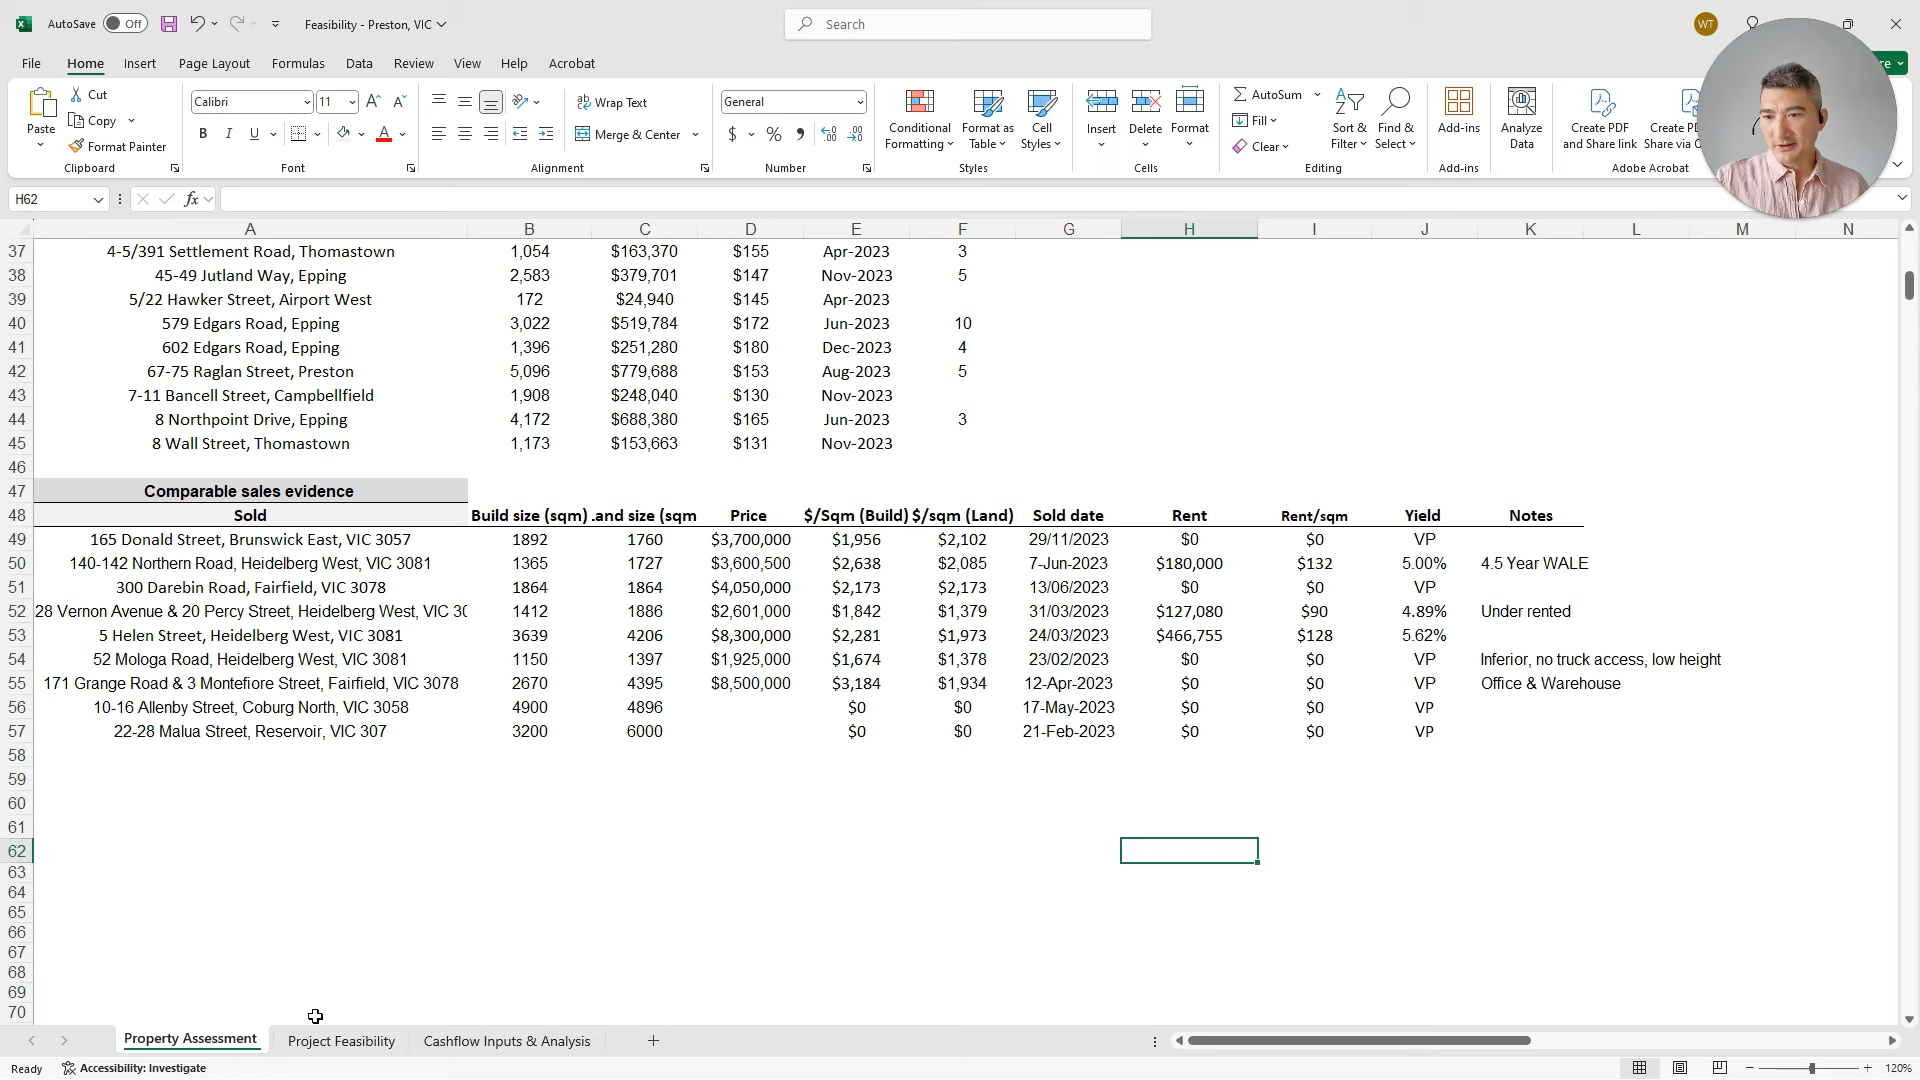 AutoSave Off Feasibility - Preston, VIC Search WT
File Home Insert Page Layout Formulas Data Review View Help Acrobat
Paste Cut Copy Format Painter Clipboard
Calibri 11 B I U A Font
Wrap Text Merge & Center Alignment
General $ % Number
Conditional Formatting Format as Table Cell Styles Styles
Insert Delete Format Cells
AutoSum Fill Clear Sort & Filter Find & Select Editing
Add-ins Add-ins
Analyze Data
Create PDF and Share link Adobe Acrobat
H62 fx
A B C D E F G H I J K L M N
37 4-5/391 Settlement Road, Thomastown 1,054 $163,370 $155 Apr-2023 3
38 45-49 Jutland Way, Epping 2,583 $379,701 $147 Nov-2023 5
39 5/22 Hawker Street, Airport West 172 $24,940 $145 Apr-2023
40 579 Edgars Road, Epping 3,022 $519,784 $172 Jun-2023 10
41 602 Edgars Road, Epping 1,396 $251,280 $180 Dec-2023 4
42 67-75 Raglan Street, Preston 5,096 $779,688 $153 Aug-2023 5
43 7-11 Bancell Street, Campbellfield 1,908 $248,040 $130 Nov-2023
44 8 Northpoint Drive, Epping 4,172 $688,380 $165 Jun-2023 3
45 8 Wall Street, Thomastown 1,173 $153,663 $131 Nov-2023
46
47 Comparable sales evidence
48 Sold Build size (sqm) .and size (sqm Price $/Sqm (Build) $/sqm (Land) Sold date Rent Rent/sqm Yield Notes
49 165 Donald Street, Brunswick East, VIC 3057 1892 1760 $3,700,000 $1,956 $2,102 29/11/2023 $0 $0 VP
50 140-142 Northern Road, Heidelberg West, VIC 3081 1365 1727 $3,600,500 $2,638 $2,085 7-Jun-2023 $180,000 $132 5.00% 4.5 Year WALE
51 300 Darebin Road, Fairfield, VIC 3078 1864 1864 $4,050,000 $2,173 $2,173 13/06/2023 $0 $0 VP
52 28 Vernon Avenue & 20 Percy Street, Heidelberg West, VIC 30 1412 1886 $2,601,000 $1,842 $1,379 31/03/2023 $127,080 $90 4.89% Under rented
53 5 Helen Street, Heidelberg West, VIC 3081 3639 4206 $8,300,000 $2,281 $1,973 24/03/2023 $466,755 $128 5.62%
54 52 Mologa Road, Heidelberg West, VIC 3081 1150 1397 $1,925,000 $1,674 $1,378 23/02/2023 $0 $0 VP Inferior, no truck access, low height
55 171 Grange Road & 3 Montefiore Street, Fairfield, VIC 3078 2670 4395 $8,500,000 $3,184 $1,934 12-Apr-2023 $0 $0 VP Office & Warehouse
56 10-16 Allenby Street, Coburg North, VIC 3058 4900 4896 $0 $0 17-May-2023 $0 $0 VP
57 22-28 Malua Street, Reservoir, VIC 307 3200 6000 $0 $0 21-Feb-2023 $0 $0 VP
58
59
60
61
62
63
64
65
66
67
68
69
70
Property Assessment Project Feasibility Cashflow Inputs & Analysis
Ready Accessibility: Investigate 120%